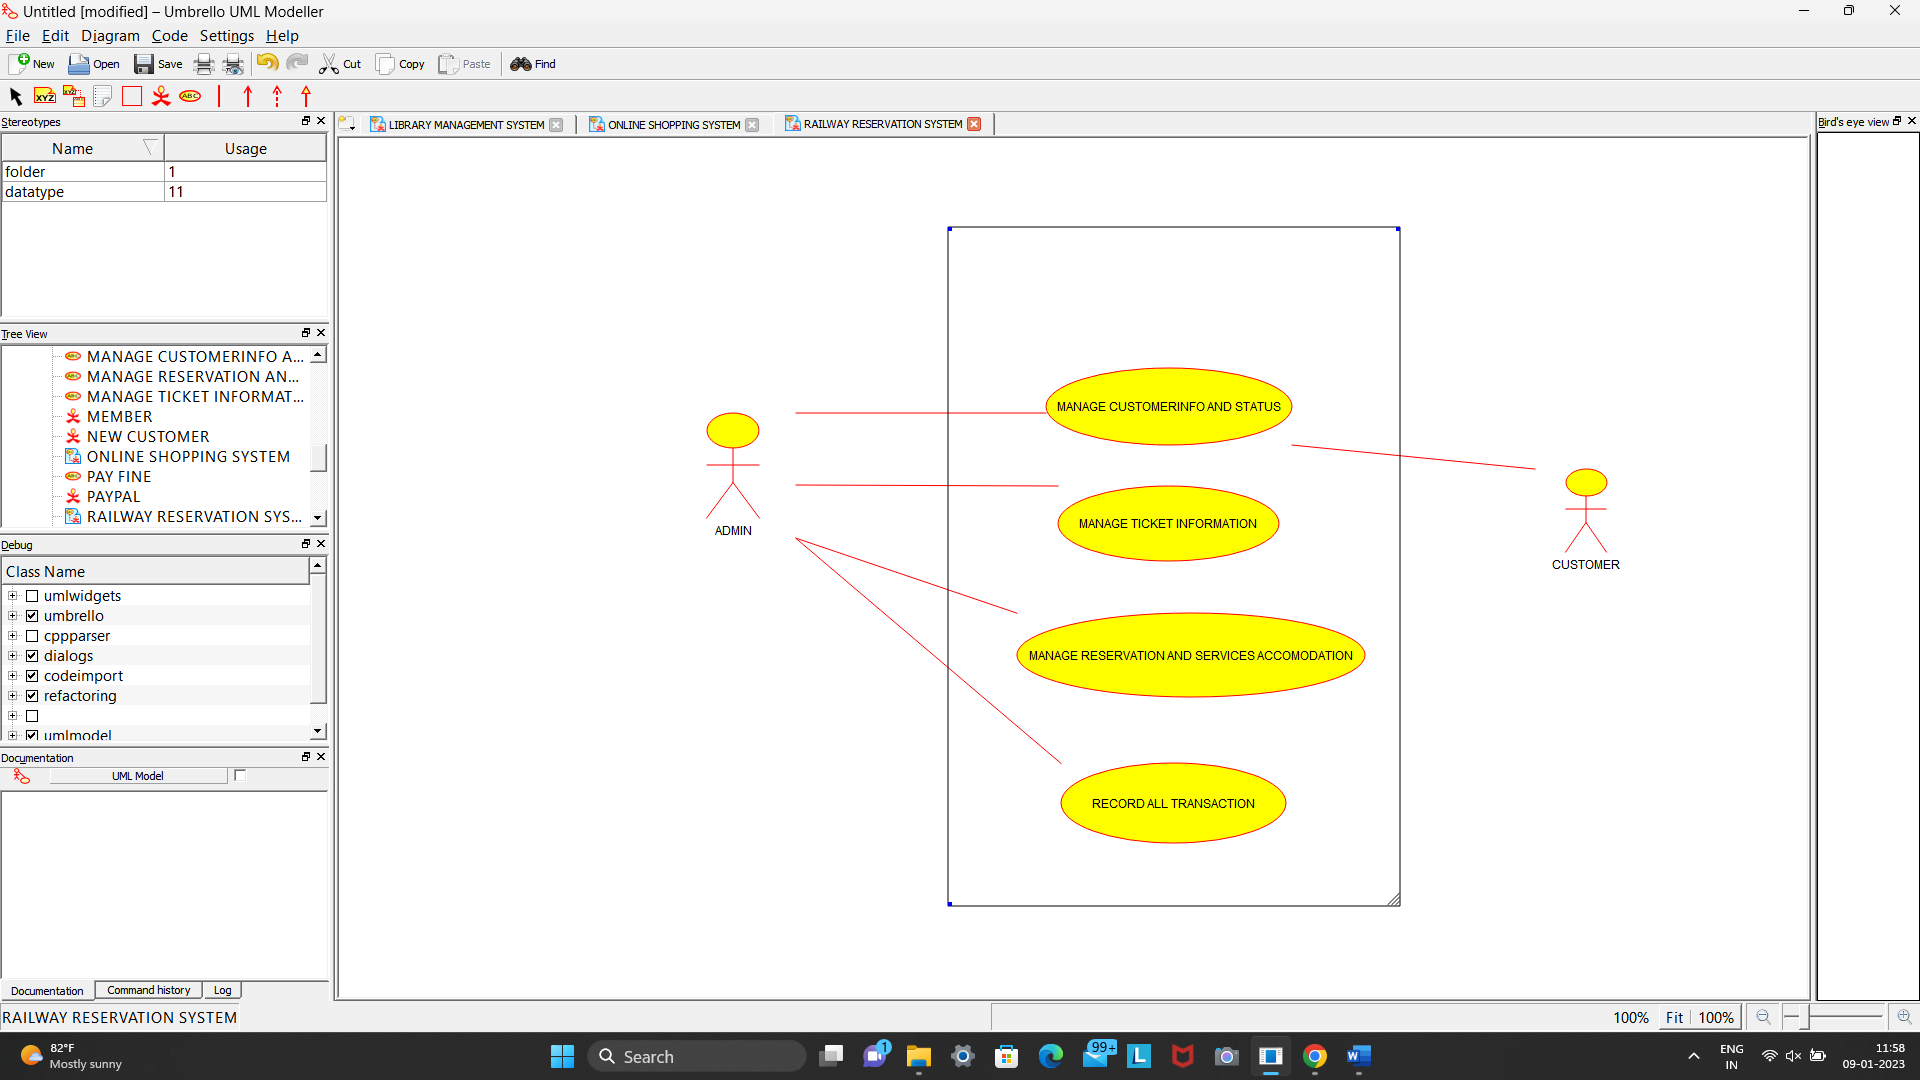 Untitled [modified] – Umbrello UML Modeller
File Edit Diagram Code Settings Help
New Open Save Cut Copy Paste Find
XYZ XYZ ABC
Stereotypes
LIBRARY MANAGEMENT SYSTEM ONLINE SHOPPING SYSTEM RAILWAY RESERVATION SYSTEM
Bird's eye view
Name Usage
folder 1
datatype 11
Tree View
MANAGE CUSTOMERINFO A...
MANAGE RESERVATION AN...
MANAGE TICKET INFORMAT...
MEMBER
NEW CUSTOMER
ONLINE SHOPPING SYSTEM
PAY FINE
PAYPAL
RAILWAY RESERVATION SYS...
Debug
Class Name
umlwidgets
umbrello
cppparser
dialogs
codeimport
refactoring
umlmodel
Documentation
UML Model
MANAGE CUSTOMERINFO AND STATUS
MANAGE TICKET INFORMATION
ADMIN
CUSTOMER
MANAGE RESERVATION AND SERVICES ACCOMODATION
RECORD ALL TRANSACTION
Documentation Command history Log
RAILWAY RESERVATION SYSTEM
100% Fit 100%
82°F
Mostly sunny
Search
1
99+
L
W
ENG
IN
11:58
09-01-2023